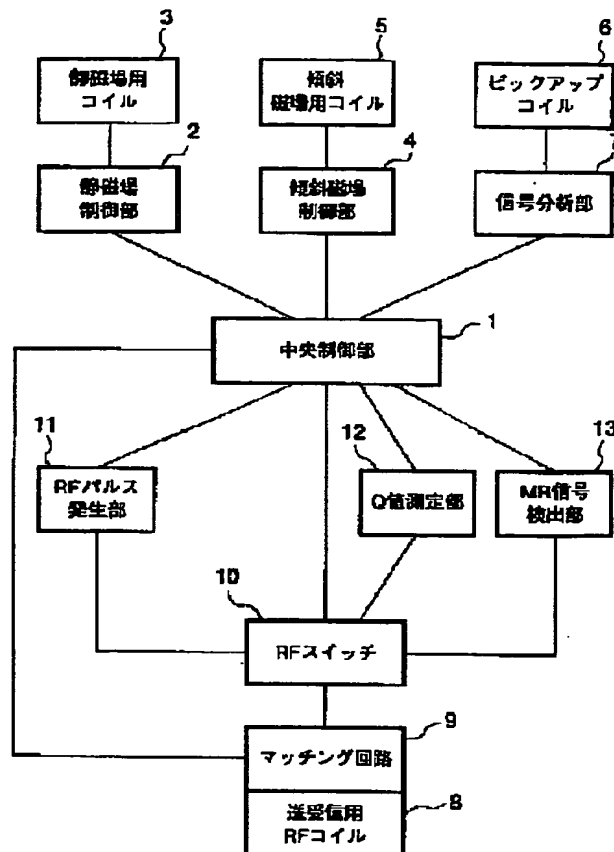 3
静磁場用
コイル
5
傾斜
磁場用コイル
6
ピックアップ
コイル
2
静磁場
制御部
4
傾斜磁場
制御部
7
信号分析部
1
中央制御部
11
RFパルス
発生部
12
Q値測定部
13
MR信号
検出部
10
RFスイッチ
9
マッチング回路
8
送受信用
RFコイル